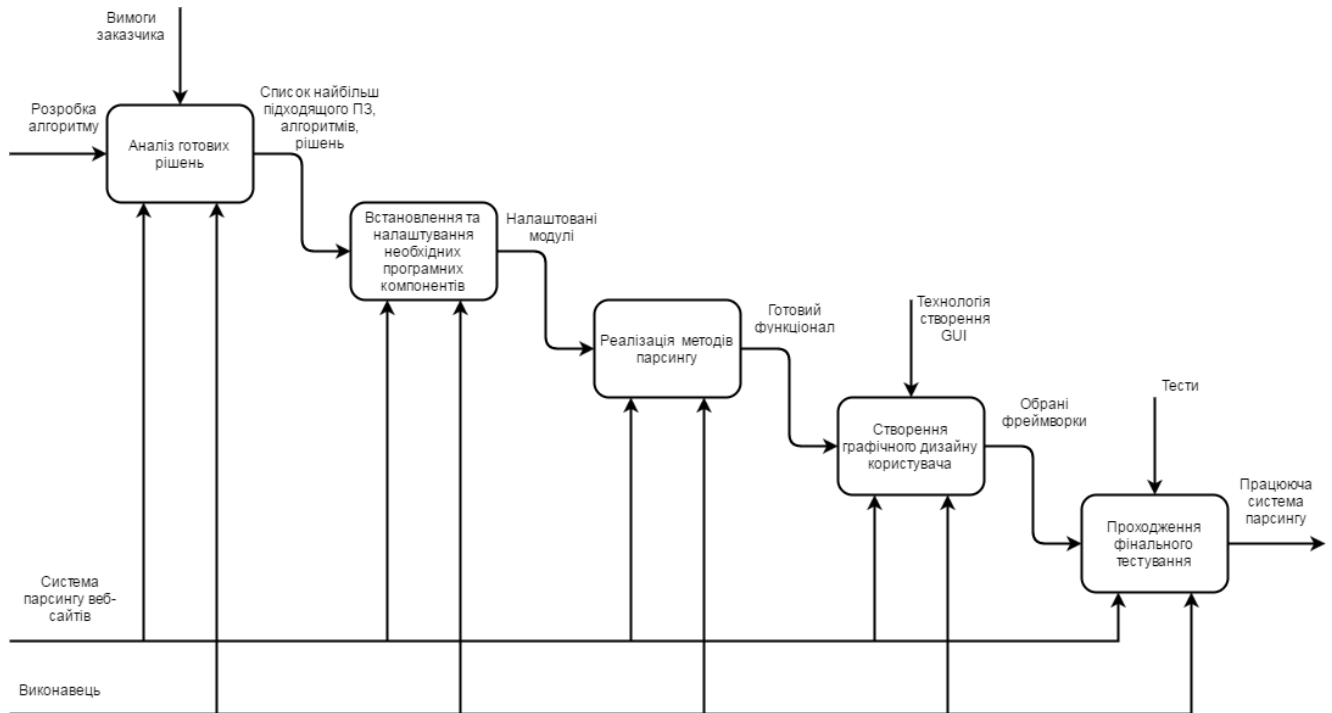 Вимоги
заказчика
Розробка
алгоритму
Аналіз готових
рішень
Список найбільш
підходящого ПЗ,
алгоритмів,
рішень
Встановлення та
налаштування
необхідних
програмних
компонентів
Налаштовані
модулі
Реалізація методів
парсингу
Готовий
функціонал
Технологія
створення
GUI
Створення
графічного дизайну
користувача
Обрані
фреймворки
Тести
Проходження
фінального
тестування
Працююча
система
парсингу
Система
парсингу веб-
сайтів
Виконавець